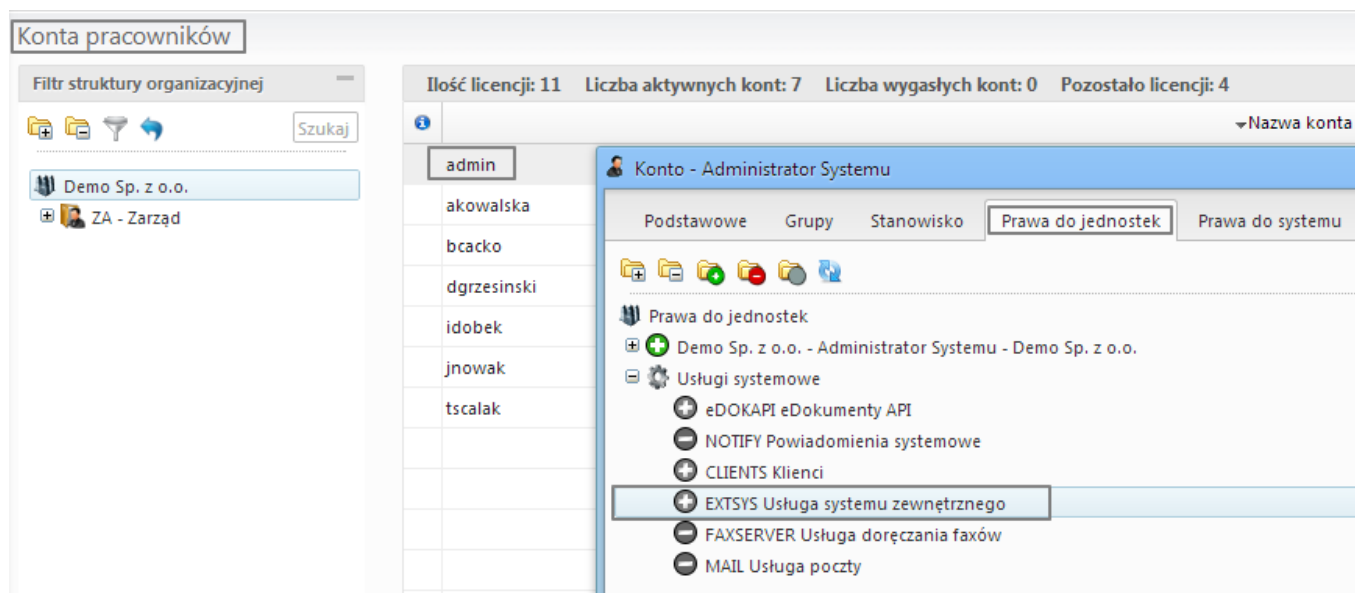 Konta pracowników
Filtr struktury organizacyjnej
Szukaj
Demo Sp. z o.o.
ZA - Zarząd
Ilość licencji: 11 Liczba aktywnych kont: 7 Liczba wygasłych kont: 0 Pozostało licencji: 4
Nazwa konta
admin
akowalska
bcacko
dgrzesinski
idobek
jnowak
tscalak
Konto - Administrator Systemu
Podstawowe Grupy Stanowisko Prawa do jednostek Prawa do systemu
Prawa do jednostek
Demo Sp. z o.o. - Administrator Systemu - Demo Sp. z o.o.
Usługi systemowe
eDOKAPI eDokumenty API
NOTIFY Powiadomienia systemowe
CLIENTS Klienci
EXTSYS Usługa systemu zewnętrznego
FAXSERVER Usługa doręczania faxów
MAIL Usługa poczty